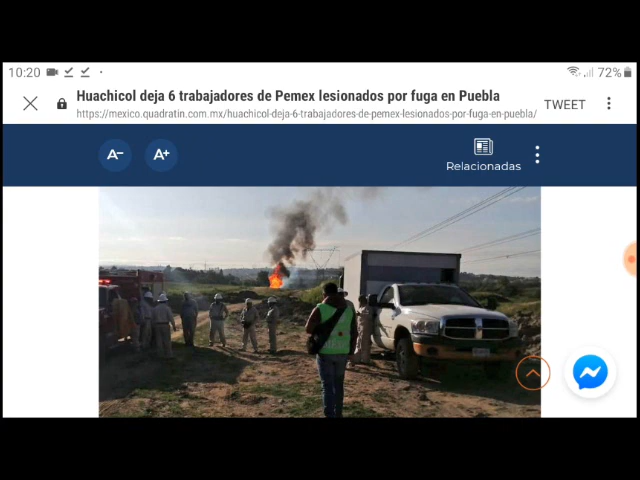 10:20
72%
Huachicol deja 6 trabajadores de Pemex lesionados por fuga en Puebla
https://mexico.quadratin.com.mx/huachicol-deja-6-trabajadores-de-pemex-lesionados-por-fuga-en-puebla/
TWEET
A-
A+
Relacionadas